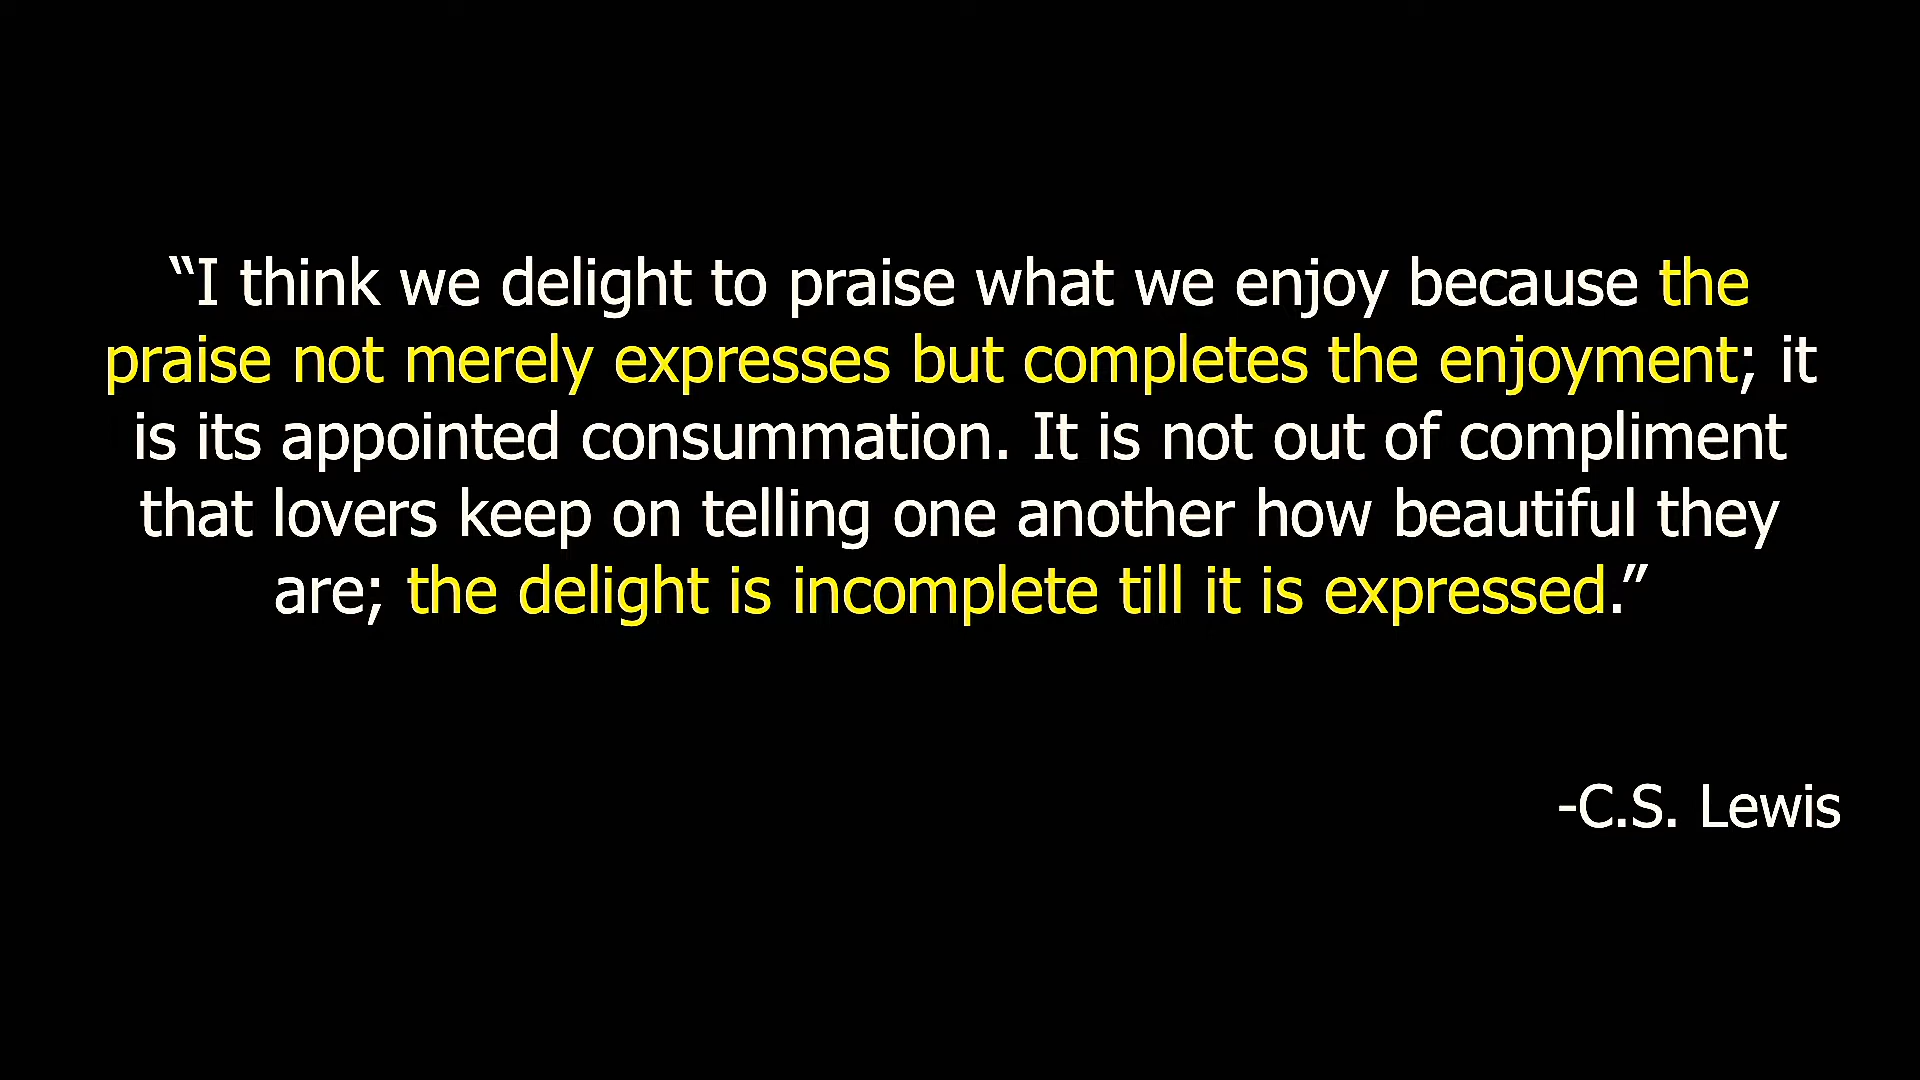 “I think we delight to praise what we enjoy because the
praise not merely expresses but completes the enjoyment; it
is its appointed consummation. It is not out of compliment
that lovers keep on telling one another how beautiful they
are; the delight is incomplete till it is expressed.”
-C.S. Lewis